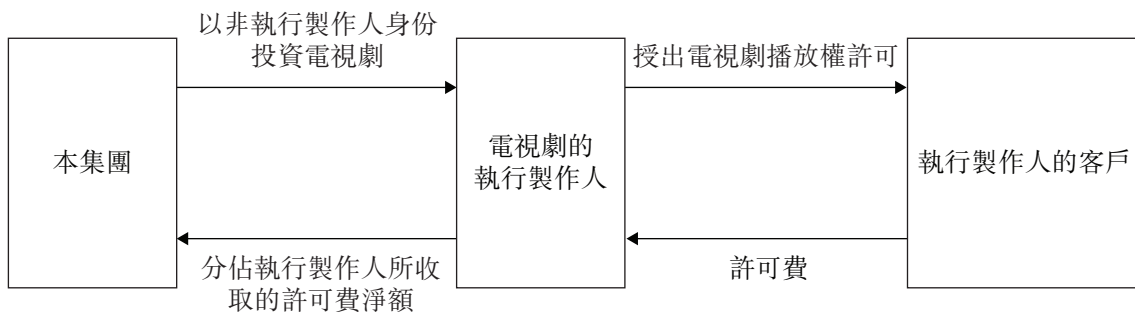 以非執行製作人身份
投資電視劇
授出電視劇播放權許可
本集團
電視劇的
執行製作人
執行製作人的客戶
分佔執行製作人所收
取的許可費淨額
許可費